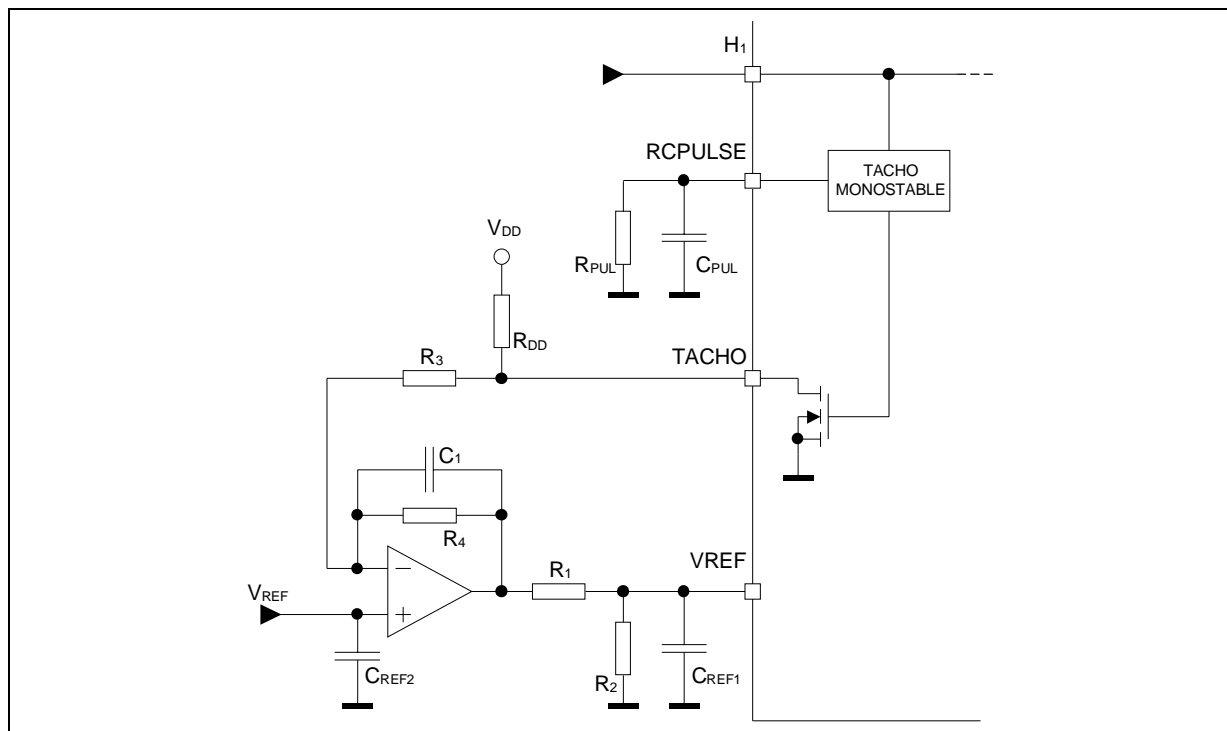 H1
RCPULSE
TACHO
MONOSTABLE
VDD
RPUL
CPUL
RDD
R3
TACHO
C1
R4
VREF
R1
VREF
−
+
CREF2
R2
CREF1